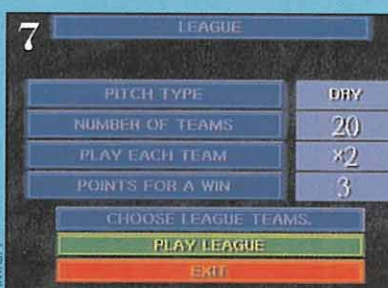 7
LEAGUE
PITCH TYPE DRY
NUMBER OF TEAMS 20
PLAY EACH TEAM ×2
POINTS FOR A WIN 3
CHOOSE LEAGUE TEAMS.
PLAY LEAGUE
EXIT